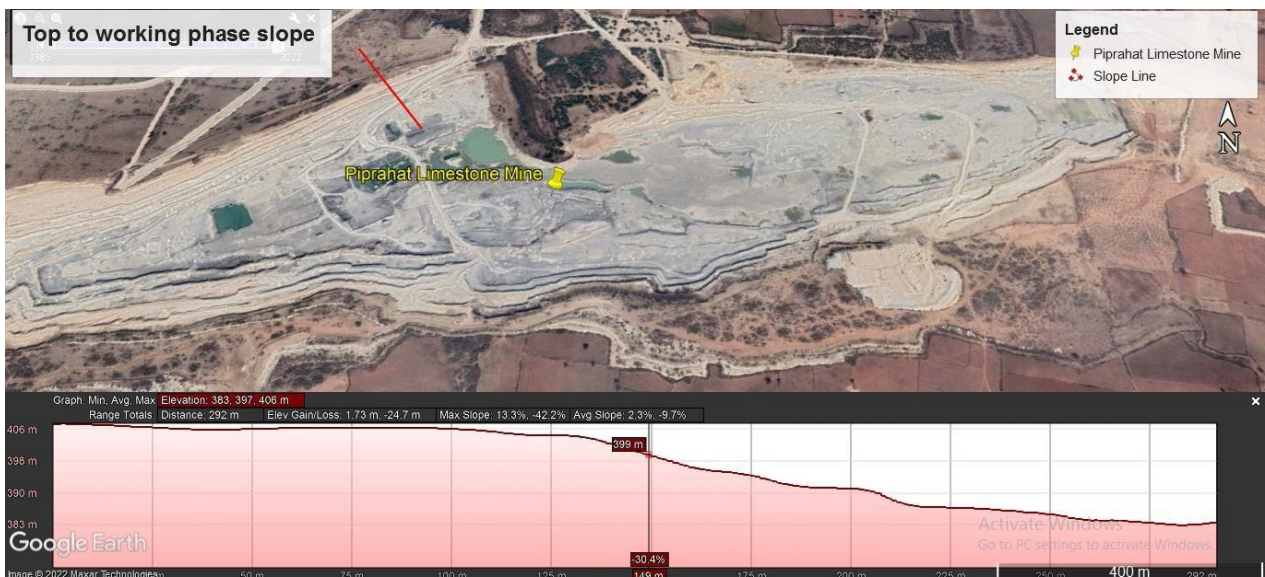 Top to working phase slope
1985
2022
Legend
Piprahat Limestone Mine
Slope Line
N
Piprahat Limestone Mine
Graph: Min, Avg, Max Elevation: 383, 397, 406 m
Range Totals: Distance: 292 m Elev Gain/Loss: 1.73 m, -24.7 m Max Slope: 13.3%, -42.2% Avg Slope: 2.3%, -9.7%
406 m
399 m
398 m
390 m
383 m
Activate Windows
Go to PC settings to activate Windows.
Google Earth
-30.4%
400 m
Image © 2022 Maxar Technologies 50 m 75 m 100 m 125 m 149 m 175 m 200 m 225 m 250 m 292 m